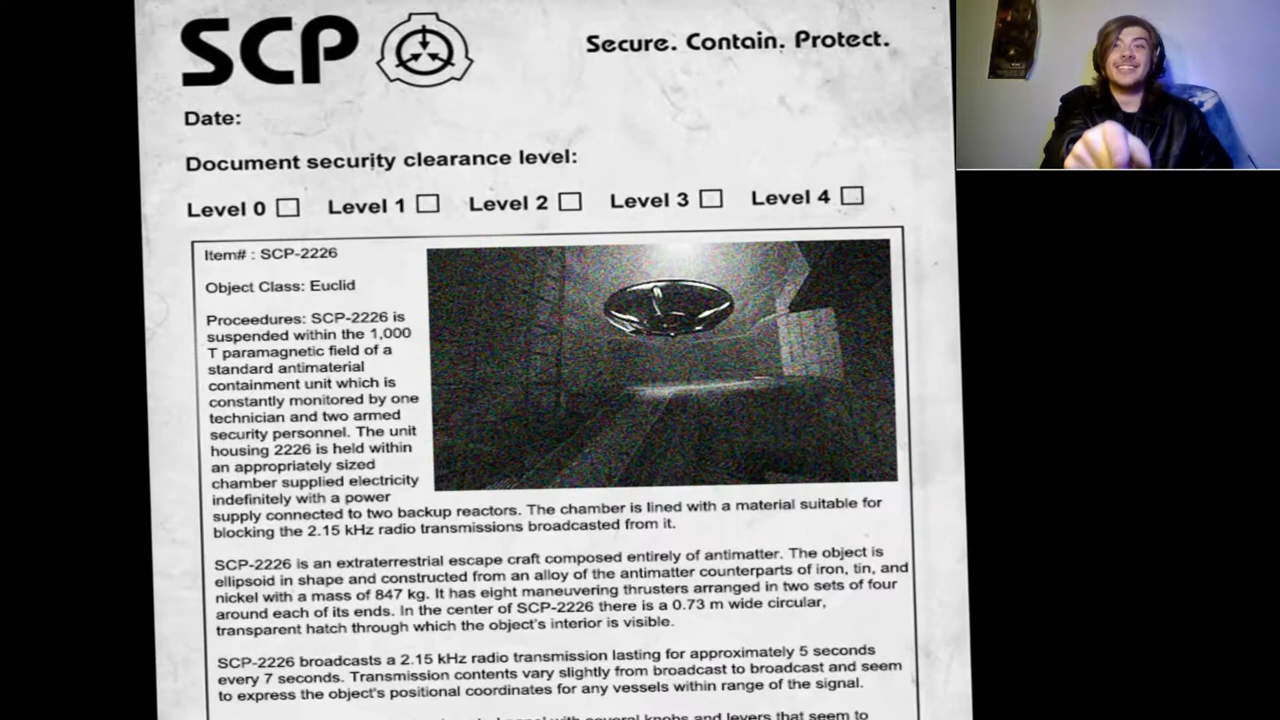 SCP
Secure. Contain. Protect.
Date:
Document security clearance level:
Level 0 Level 1 Level 2 Level 3 Level 4
Item# : SCP-2226
Object Class: Euclid
Proceedures: SCP-2226 is
suspended within the 1,000
T paramagnetic field of a
standard antimaterial
containment unit which is
constantly monitored by one
technician and two armed
security personnel. The unit
housing 2226 is held within
an appropriately sized
chamber supplied electricity
indefinitely with a power
supply connected to two backup reactors. The chamber is lined with a material suitable for
blocking the 2.15 kHz radio transmissions broadcasted from it.
SCP-2226 is an extraterrestrial escape craft composed entirely of antimatter. The object is
ellipsoid in shape and constructed from an alloy of the antimatter counterparts of iron, tin, and
nickel with a mass of 847 kg. It has eight maneuvering thrusters arranged in two sets of four
around each of its ends. In the center of SCP-2226 there is a 0.73 m wide circular,
transparent hatch through which the object's interior is visible.
SCP-2226 broadcasts a 2.15 kHz radio transmission lasting for approximately 5 seconds
every 7 seconds. Transmission contents vary slightly from broadcast to broadcast and seem
to express the object's positional coordinates for any vessels within range of the signal.
panel with several knobs and levers that seem to